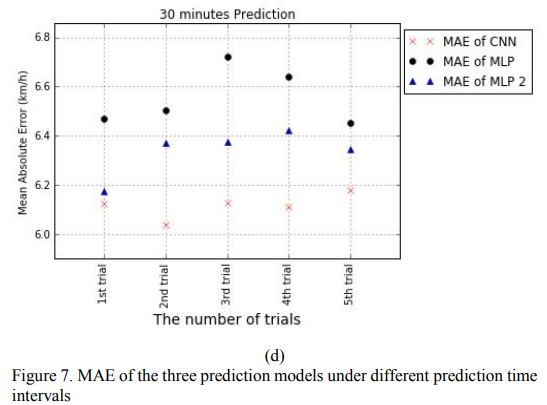 30 minutes Prediction
6.8
6.6
6.4
6.2
6.0
Mean Absolute Error (km/h)
1st trial
2nd trial
3rd trial
4th trial
5th trial
The number of trials
MAE of CNN
MAE of MLP
MAE of MLP 2
(d)
Figure 7. MAE of the three prediction models under different prediction time
intervals